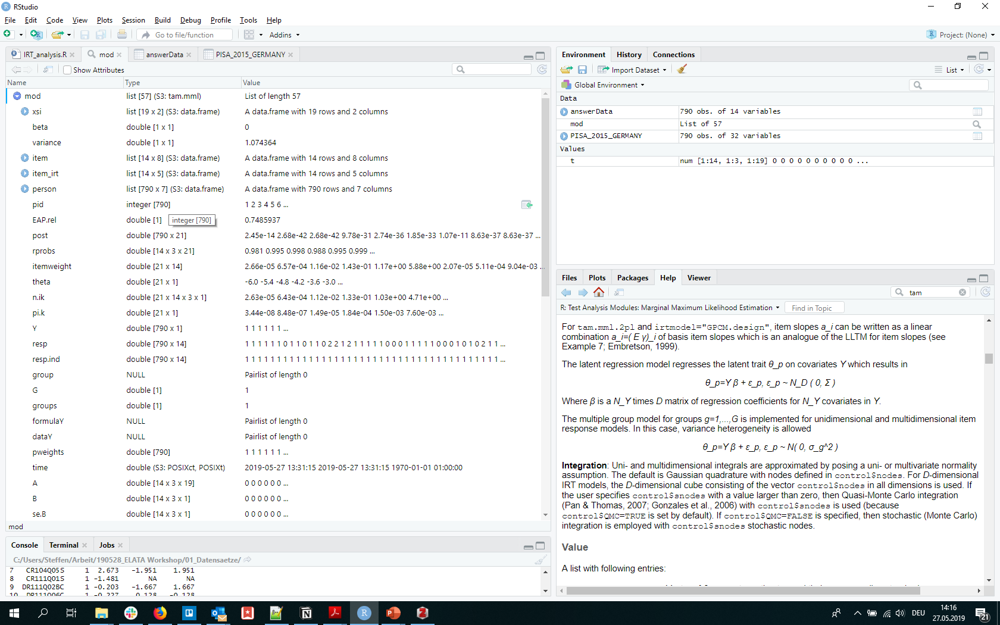 RStudio
File Edit Code View Plots Session Build Debug Profile Tools Help
Go to file/function Addins Project: (None)
IRT_analysis.R mod answerData PISA_2015_GERMANY
Show Attributes
Name Type Value
mod list [57] (S3: tam.mml) List of length 57
xsi list [19 x 2] (S3: data.frame) A data.frame with 19 rows and 2 columns
beta double [1 x 1] 0
variance double [1 x 1] 1.074364
item list [14 x 8] (S3: data.frame) A data.frame with 14 rows and 8 columns
item_irt list [14 x 5] (S3: data.frame) A data.frame with 14 rows and 5 columns
person list [790 x 7] (S3: data.frame) A data.frame with 790 rows and 7 columns
pid integer [790] 1 2 3 4 5 6 ...
EAP.rel double [1] integer [790] 0.7485937
post double [790 x 21] 2.45e-14 2.68e-42 2.68e-42 9.78e-31 2.74e-36 1.85e-33 1.07e-11 8.63e-37 8.63e-37 ...
rprobs double [14 x 3 x 21] 0.981 0.995 0.998 0.988 0.995 0.999 ...
itemweight double [21 x 14] 2.66e-05 6.57e-04 1.16e-02 1.43e-01 1.17e+00 5.88e+00 2.07e-05 5.11e-04 9.04e-03 ...
theta double [21 x 1] -6.0 -5.4 -4.8 -4.2 -3.6 -3.0 ...
n.ik double [21 x 14 x 3 x 1] 2.63e-05 6.43e-04 1.12e-02 1.33e-01 1.03e+00 4.71e+00 ...
pi.k double [21 x 1] 3.44e-08 8.48e-07 1.49e-05 1.84e-04 1.50e-03 7.60e-03 ...
Y double [790 x 1] 1 1 1 1 1 1 ...
resp double [790 x 14] 1 1 1 1 1 1 0 1 1 0 1 1 0 2 2 1 2 1 1 1 1 1 0 0 0 1 1 1 1 1 0 0 0 1 0 1 0 2 1 1 ...
resp.ind double [790 x 14] 1 1 1 1 1 1 1 1 1 1 1 1 1 1 1 1 1 1 1 1 1 1 1 1 1 1 1 1 1 1 1 1 1 1 1 1 1 1 1 1 ...
group NULL Pairlist of length 0
G double [1] 1
groups double [1] 1
formulaY NULL Pairlist of length 0
dataY NULL Pairlist of length 0
pweights double [790] 1 1 1 1 1 1 ...
time double (S3: POSIXct, POSIXt) 2019-05-27 13:31:15 2019-05-27 13:31:15 1970-01-01 01:00:00
A double [14 x 3 x 19] 0 0 0 0 0 0 ...
B double [14 x 3 x 1] 0 0 0 0 0 0 ...
se.B double [14 x 3 x 1] 0 0 0 0 0 0 ...
mod
Console Terminal Jobs
C:/Users/Steffen/Arbeit/190528_ELATA Workshop/01_Datensaetze/
7 CR104Q05S 1 2.673 -1.951 1.951
8 CR111Q01S 1 -1.481 NA NA
9 DR111Q02BC 1 -0.203 -1.667 1.667
10 DR111Q06C 1 -0.227 0.128 -0.128
Environment History Connections
Import Dataset List
Global Environment
Data
answerData 790 obs. of 14 variables
mod List of 57
PISA_2015_GERMANY 790 obs. of 32 variables
Values
t num [1:14, 1:3, 1:19] 0 0 0 0 0 0 0 0 0 0 ...
Files Plots Packages Help Viewer
tam
R: Test Analysis Modules: Marginal Maximum Likelihood Estimation Find in Topic
For tam.mml.2pl and irtmodel="GPCM.design", item slopes a_i can be written as a linear
combination a_i=( E γ)_i of basis item slopes which is an analogue of the LLTM for item slopes (see
Example 7; Embretson, 1999).
The latent regression model regresses the latent trait θ_p on covariates Y which results in
θ_p=Y β + ε_p, ε_p ~ N_D ( 0, Σ )
Where β is a N_Y times D matrix of regression coefficients for N_Y covariates in Y.
The multiple group model for groups g=1,...,G is implemented for unidimensional and multidimensional item
response models. In this case, variance heterogeneity is allowed
θ_p=Y β + ε_p, ε_p ~ N( 0, σ_g^2 )
Integration: Uni- and multidimensional integrals are approximated by posing a uni- or multivariate normality
assumption. The default is Gaussian quadrature with nodes defined in control$nodes. For D-dimensional
IRT models, the D-dimensional cube consisting of the vector control$nodes in all dimensions is used. If
the user specifies control$snodes with a value larger than zero, then Quasi-Monte Carlo integration
(Pan & Thomas, 2007; Gonzales et al., 2006) with control$snodes is used (because
control$QMC=TRUE is set by default). If control$QMC=FALSE is specified, then stochastic (Monte Carlo)
integration is employed with control$snodes stochastic nodes.
Value
A list with following entries:
DEU 14:16
27.05.2019
21